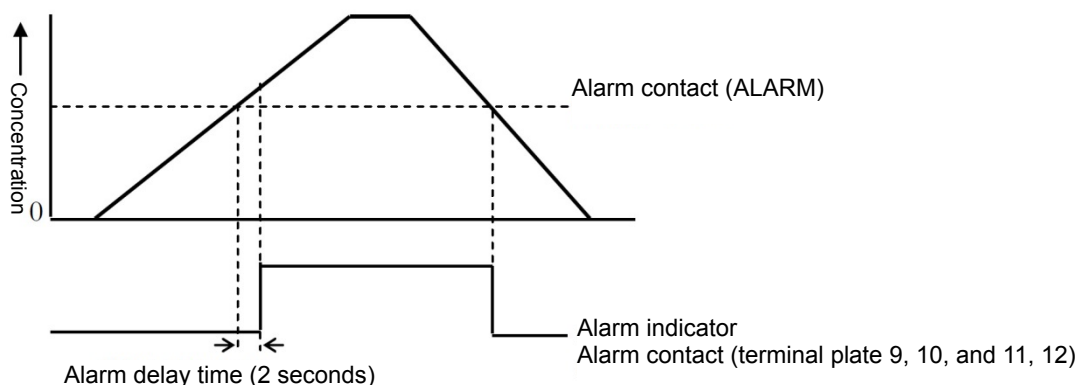 Concentration
Alarm contact (ALARM)
0
Alarm indicator
Alarm contact (terminal plate 9, 10, and 11, 12)
Alarm delay time (2 seconds)